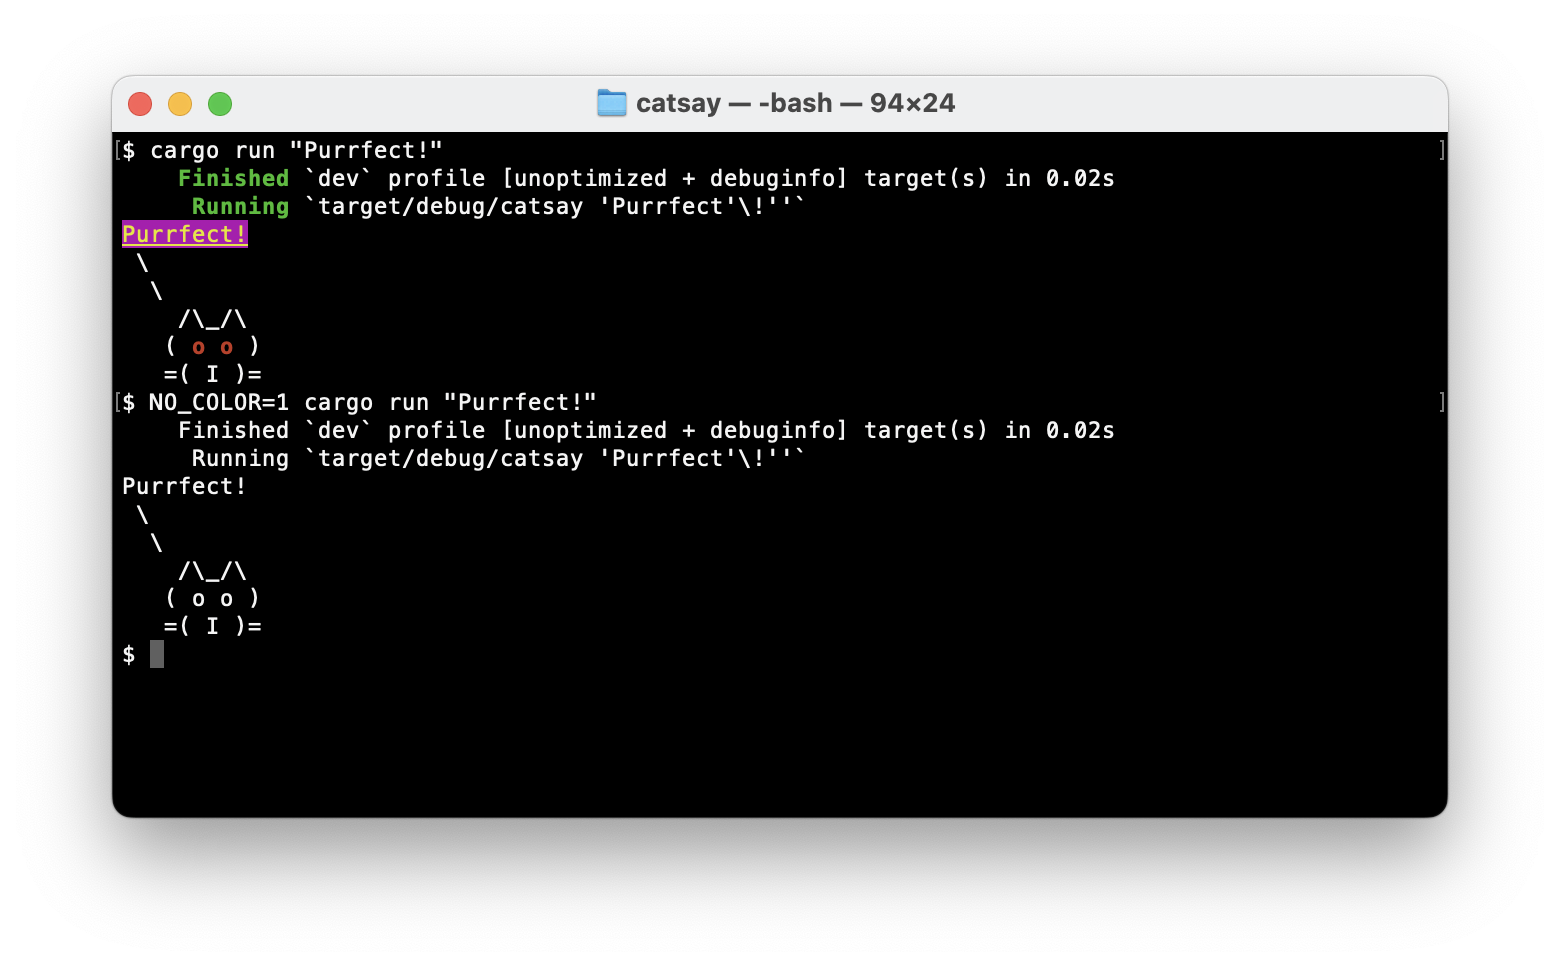 catsay — -bash — 94×24
[$ cargo run "Purrfect!" ]
    Finished `dev` profile [unoptimized + debuginfo] target(s) in 0.02s
     Running `target/debug/catsay 'Purrfect'\!''`
Purrfect!
 \
  \
    /\_/\
   ( o o )
   =( I )=
[$ NO_COLOR=1 cargo run "Purrfect!" ]
    Finished `dev` profile [unoptimized + debuginfo] target(s) in 0.02s
     Running `target/debug/catsay 'Purrfect'\!''`
Purrfect!
 \
  \
    /\_/\
   ( o o )
   =( I )=
$